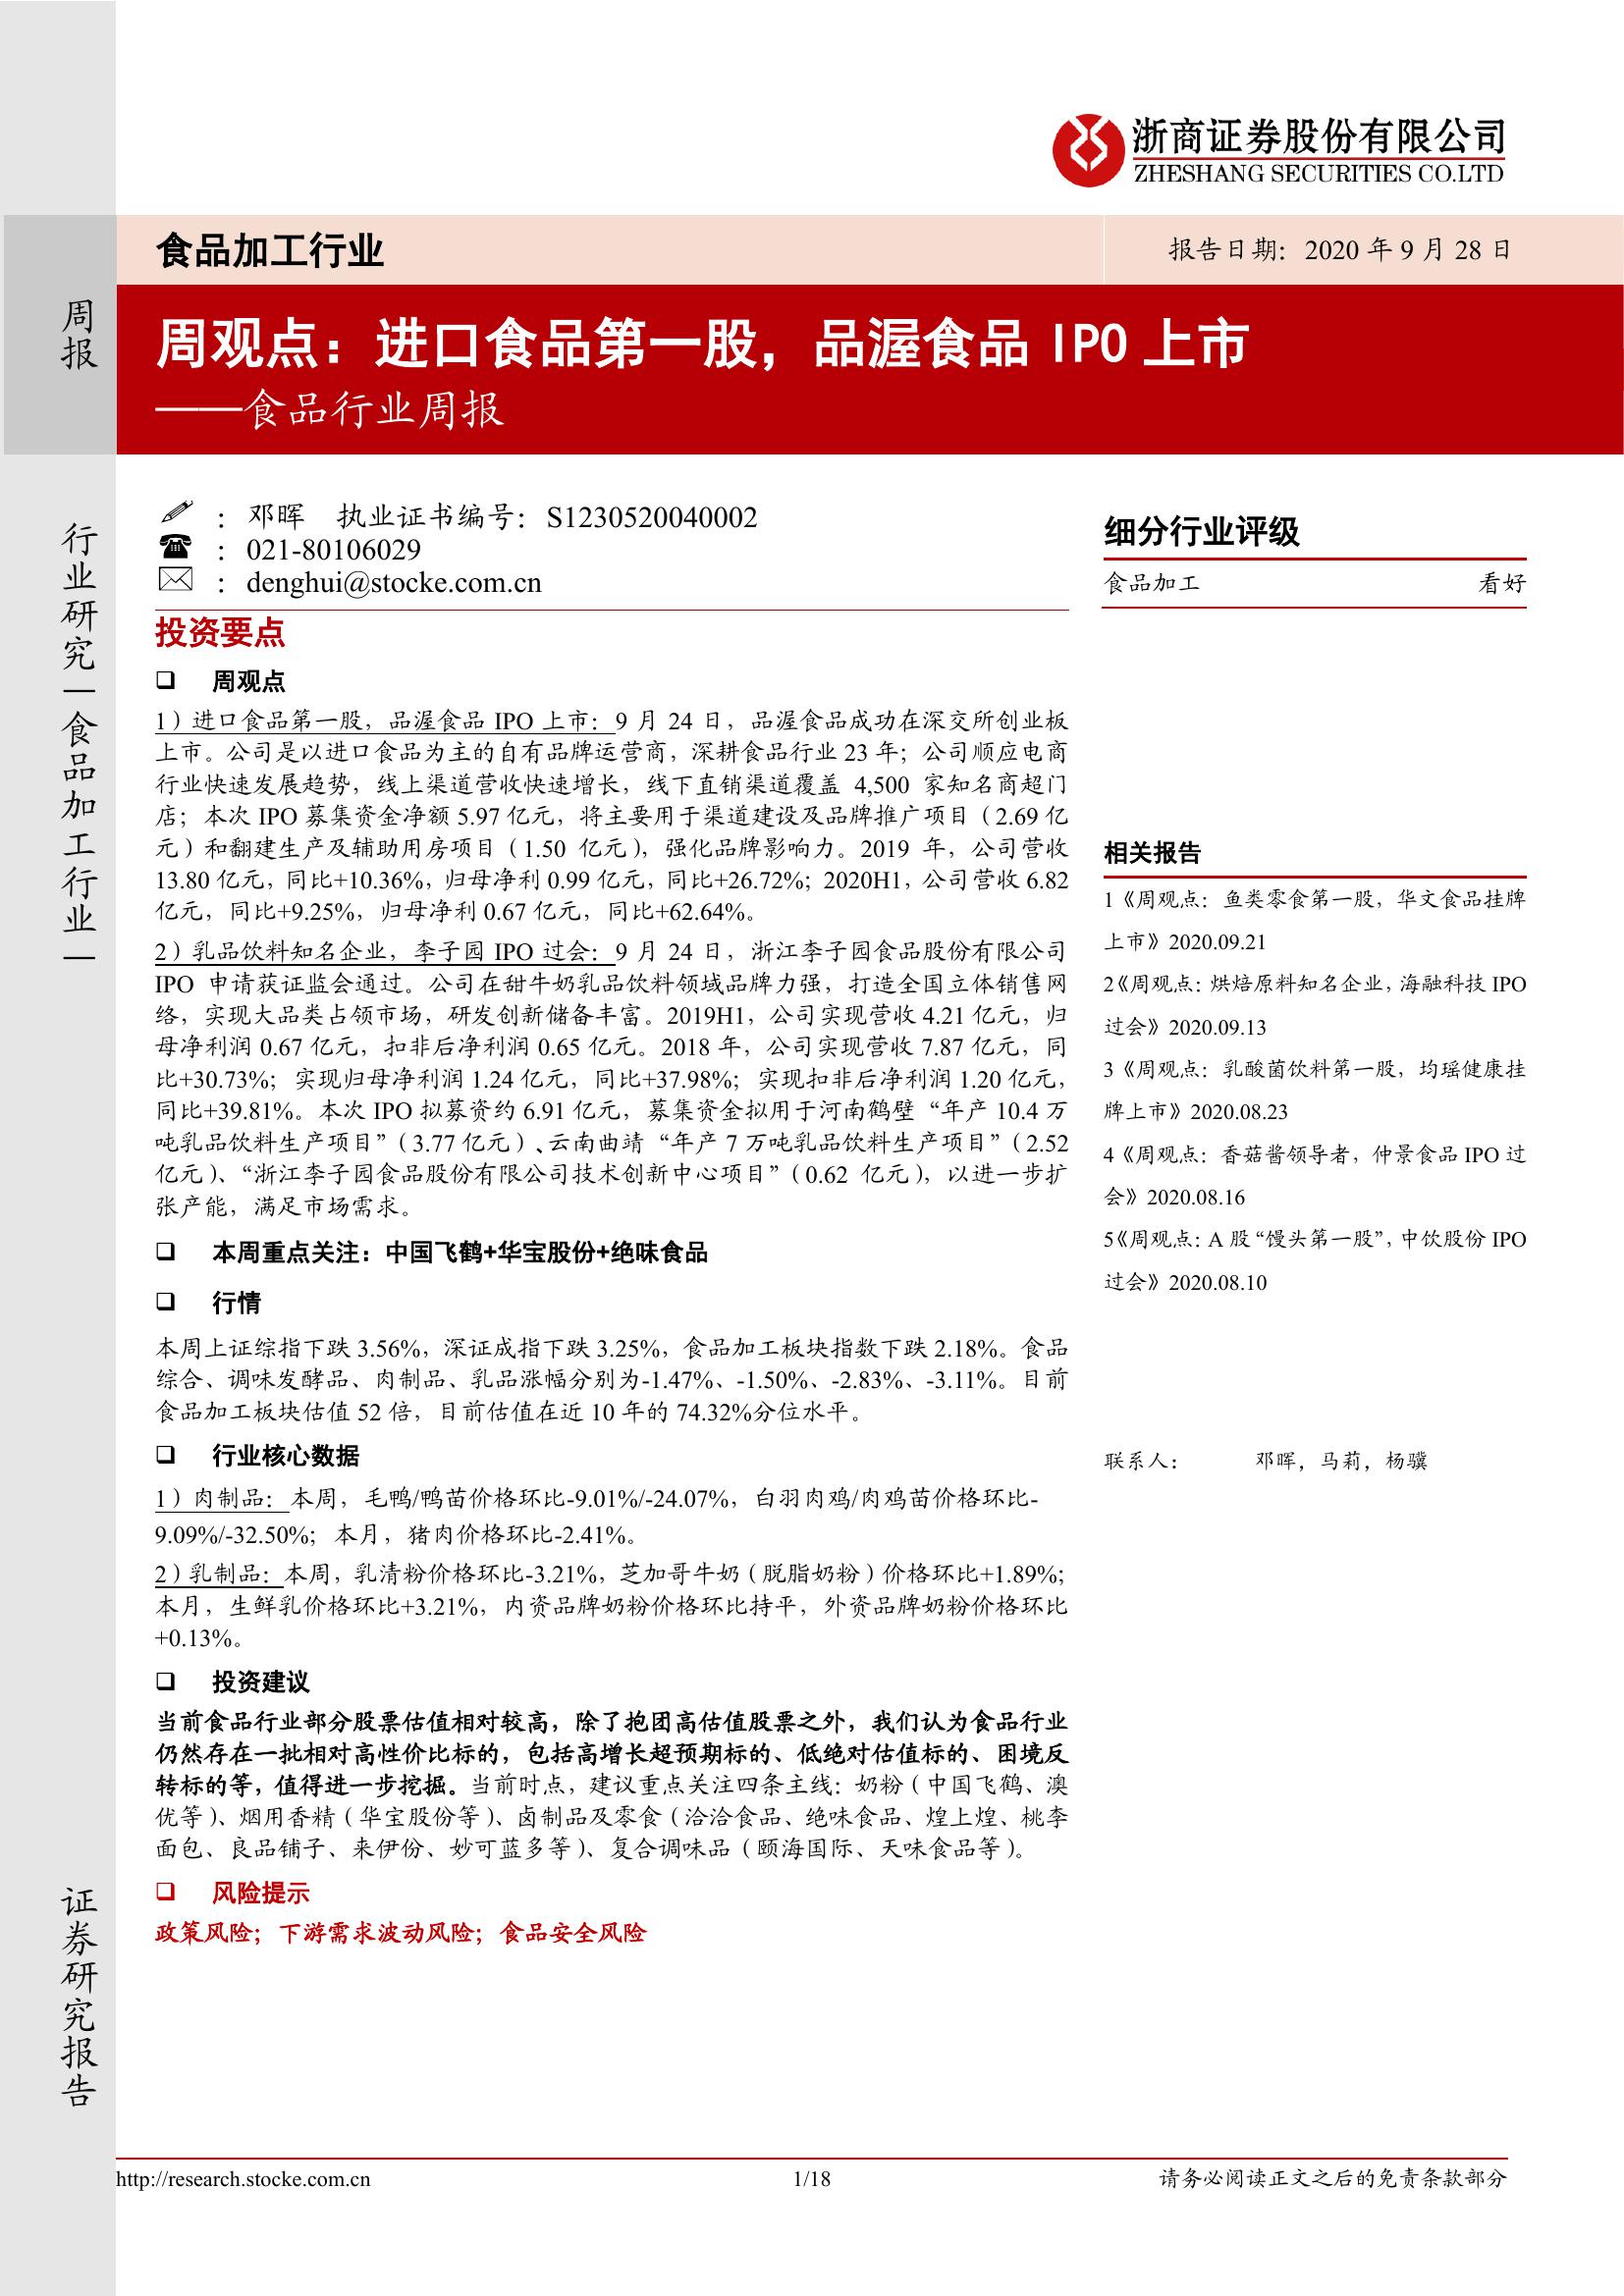 浙商证券股份有限公司
ZHESHANG SECURITIES CO.LTD
食品加工行业
报告日期：2020 年 9 月 28 日
周报
周观点：进口食品第一股，品渥食品 IPO 上市
——食品行业周报
行业研究｜食品加工行业｜
证券研究报告
：邓晖 执业证书编号：S1230520040002
：021-80106029
：denghui@stocke.com.cn
投资要点
周观点
1）进口食品第一股，品渥食品 IPO 上市：9 月 24 日，品渥食品成功在深交所创业板
上市。公司是以进口食品为主的自有品牌运营商，深耕食品行业 23 年；公司顺应电商
行业快速发展趋势，线上渠道营收快速增长，线下直销渠道覆盖 4,500 家知名商超门
店；本次 IPO 募集资金净额 5.97 亿元，将主要用于渠道建设及品牌推广项目（2.69 亿
元）和翻建生产及辅助用房项目（1.50 亿元），强化品牌影响力。2019 年，公司营收
13.80 亿元，同比+10.36%，归母净利 0.99 亿元，同比+26.72%；2020H1，公司营收 6.82
亿元，同比+9.25%，归母净利 0.67 亿元，同比+62.64%。
2）乳品饮料知名企业，李子园 IPO 过会：9 月 24 日，浙江李子园食品股份有限公司
IPO 申请获证监会通过。公司在甜牛奶乳品饮料领域品牌力强，打造全国立体销售网
络，实现大品类占领市场，研发创新储备丰富。2019H1，公司实现营收 4.21 亿元，归
母净利润 0.67 亿元，扣非后净利润 0.65 亿元。2018 年，公司实现营收 7.87 亿元，同
比+30.73%；实现归母净利润 1.24 亿元，同比+37.98%；实现扣非后净利润 1.20 亿元，
同比+39.81%。本次 IPO 拟募资约 6.91 亿元，募集资金拟用于河南鹤壁“年产 10.4 万
吨乳品饮料生产项目”（3.77 亿元）、云南曲靖“年产 7 万吨乳品饮料生产项目”（2.52
亿元）、“浙江李子园食品股份有限公司技术创新中心项目”（0.62 亿元），以进一步扩
张产能，满足市场需求。
本周重点关注：中国飞鹤+华宝股份+绝味食品
行情
本周上证综指下跌 3.56%，深证成指下跌 3.25%，食品加工板块指数下跌 2.18%。食品
综合、调味发酵品、肉制品、乳品涨幅分别为-1.47%、-1.50%、-2.83%、-3.11%。目前
食品加工板块估值 52 倍，目前估值在近 10 年的 74.32%分位水平。
行业核心数据
1）肉制品：本周，毛鸭/鸭苗价格环比-9.01%/-24.07%，白羽肉鸡/肉鸡苗价格环比-
9.09%/-32.50%；本月，猪肉价格环比-2.41%。
2）乳制品：本周，乳清粉价格环比-3.21%，芝加哥牛奶（脱脂奶粉）价格环比+1.89%；
本月，生鲜乳价格环比+3.21%，内资品牌奶粉价格环比持平，外资品牌奶粉价格环比
+0.13%。
投资建议
当前食品行业部分股票估值相对较高，除了抱团高估值股票之外，我们认为食品行业
仍然存在一批相对高性价比标的，包括高增长超预期标的、低绝对估值标的、困境反
转标的等，值得进一步挖掘。当前时点，建议重点关注四条主线：奶粉（中国飞鹤、澳
优等）、烟用香精（华宝股份等）、卤制品及零食（洽洽食品、绝味食品、煌上煌、桃李
面包、良品铺子、来伊份、妙可蓝多等）、复合调味品（颐海国际、天味食品等）。
风险提示
政策风险；下游需求波动风险；食品安全风险
细分行业评级
食品加工 看好
相关报告
1《周观点：鱼类零食第一股，华文食品挂牌
上市》2020.09.21
2《周观点：烘焙原料知名企业，海融科技 IPO
过会》2020.09.13
3《周观点：乳酸菌饮料第一股，均瑶健康挂
牌上市》2020.08.23
4《周观点：香菇酱领导者，仲景食品 IPO 过
会》2020.08.16
5《周观点：A 股“馒头第一股”，中饮股份 IPO
过会》2020.08.10
联系人： 邓晖，马莉，杨骥
http://research.stocke.com.cn
1/18
请务必阅读正文之后的免责条款部分